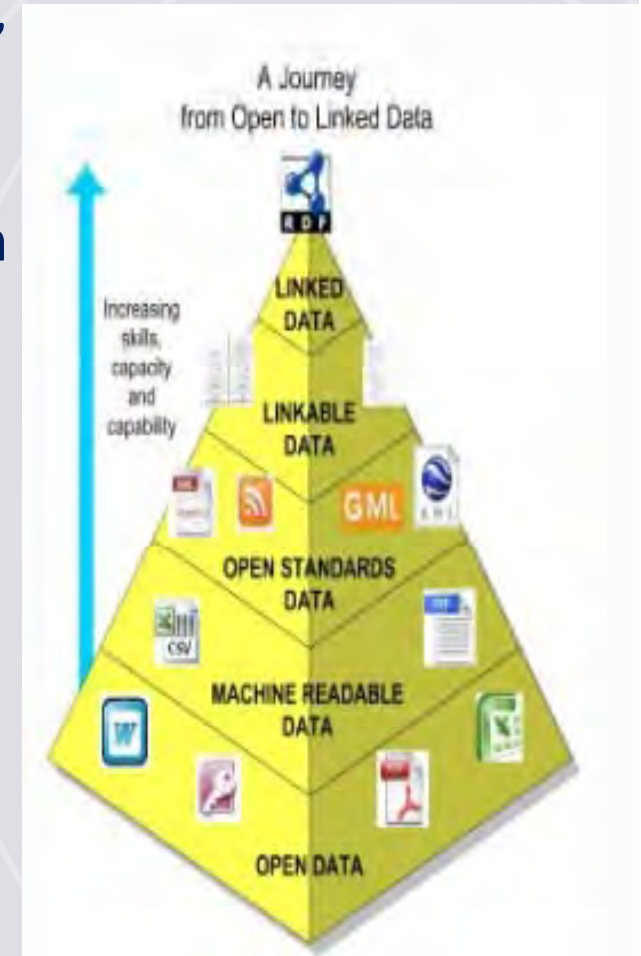 A Journey
from Open to Linked Data
RDF
LINKED
DATA
Increasing
skills,
capacity
and
capability
LINKABLE
DATA
GML
KML
OPEN STANDARDS
DATA
CSV
MACHINE READABLE
DATA
W
OPEN DATA